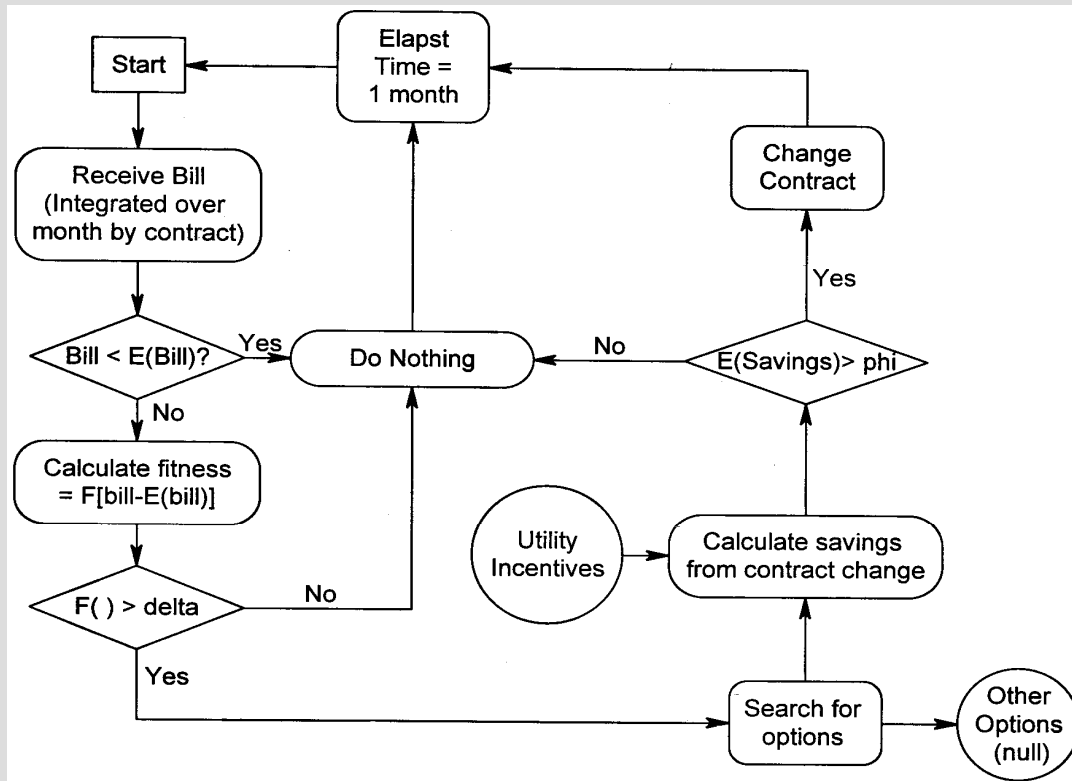 Start
Elapst
Time =
1 month
Receive Bill
(Integrated over
month by contract)
Change
Contract
Bill < E(Bill)?
Yes
No
Do Nothing
No
E(Savings)> phi
Yes
Calculate fitness
= F[bill-E(bill)]
F( ) > delta
No
Yes
Utility
Incentives
Calculate savings
from contract change
Search for
options
Other
Options
(null)